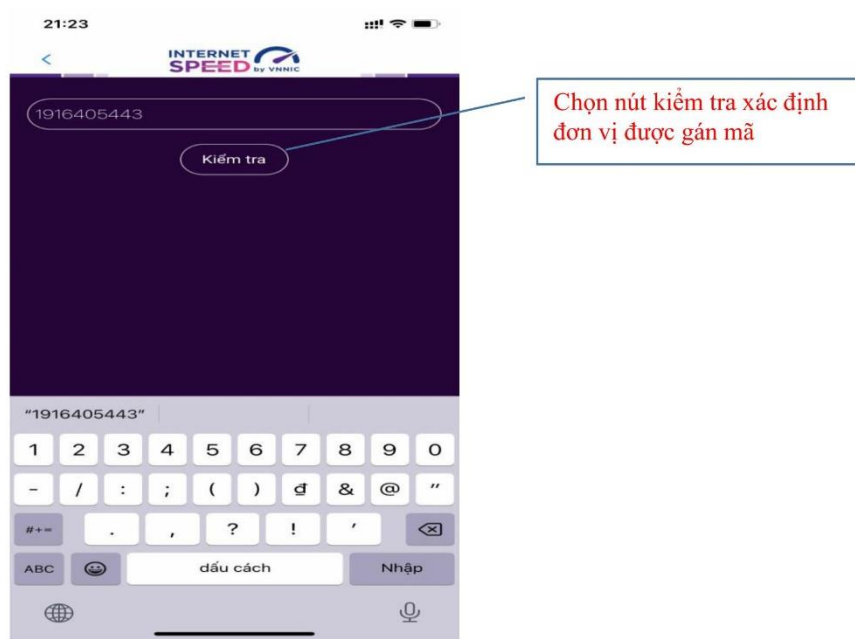 21:23
<
INTERNET
SPEED by VNNIC
1916405443
Kiểm tra
Chọn nút kiểm tra xác định
đơn vị được gán mã
"1916405443"
1 2 3 4 5 6 7 8 9 0
- / : ; ( ) ₫ & @ "
#+= . , ? ! ’
ABC dấu cách Nhập